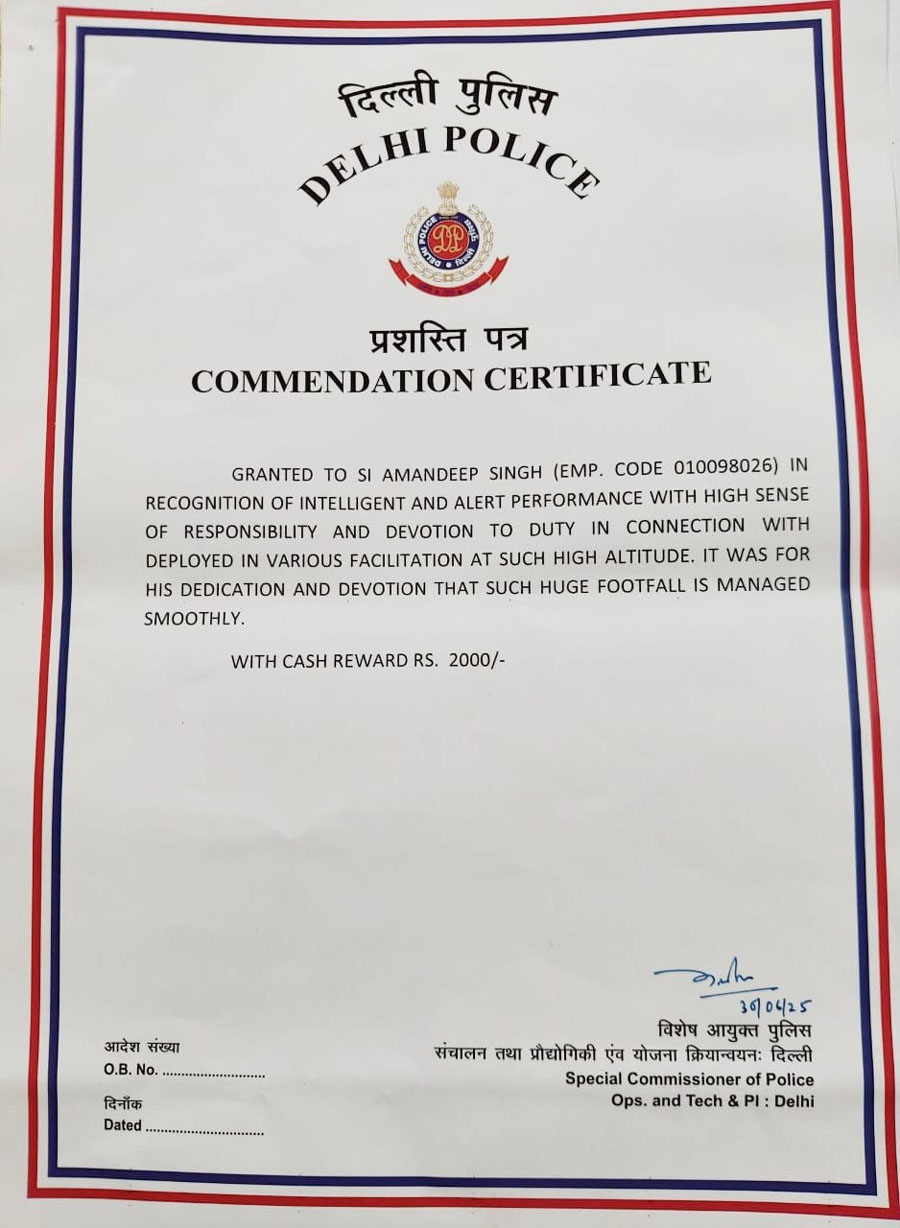 दिल्ली पुलिस
DELHI POLICE
DELHI POLICE
दिल्ली पुलिस
DP
प्रशस्ति पत्र
COMMENDATION CERTIFICATE
GRANTED TO SI AMANDEEP SINGH (EMP. CODE 010098026) IN
RECOGNITION OF INTELLIGENT AND ALERT PERFORMANCE WITH HIGH SENSE
OF RESPONSIBILITY AND DEVOTION TO DUTY IN CONNECTION WITH
DEPLOYED IN VARIOUS FACILITATION AT SUCH HIGH ALTITUDE. IT WAS FOR
HIS DEDICATION AND DEVOTION THAT SUCH HUGE FOOTFALL IS MANAGED
SMOOTHLY.
WITH CASH REWARD RS. 2000/-
30/06/25
विशेष आयुक्त पुलिस
संचालन तथा प्रौद्योगिकी एंव योजना क्रियान्वयनः दिल्ली
Special Commissioner of Police
Ops. and Tech & PI : Delhi
आदेश संख्या
O.B. No. ............................
दिनाँक
Dated ................................